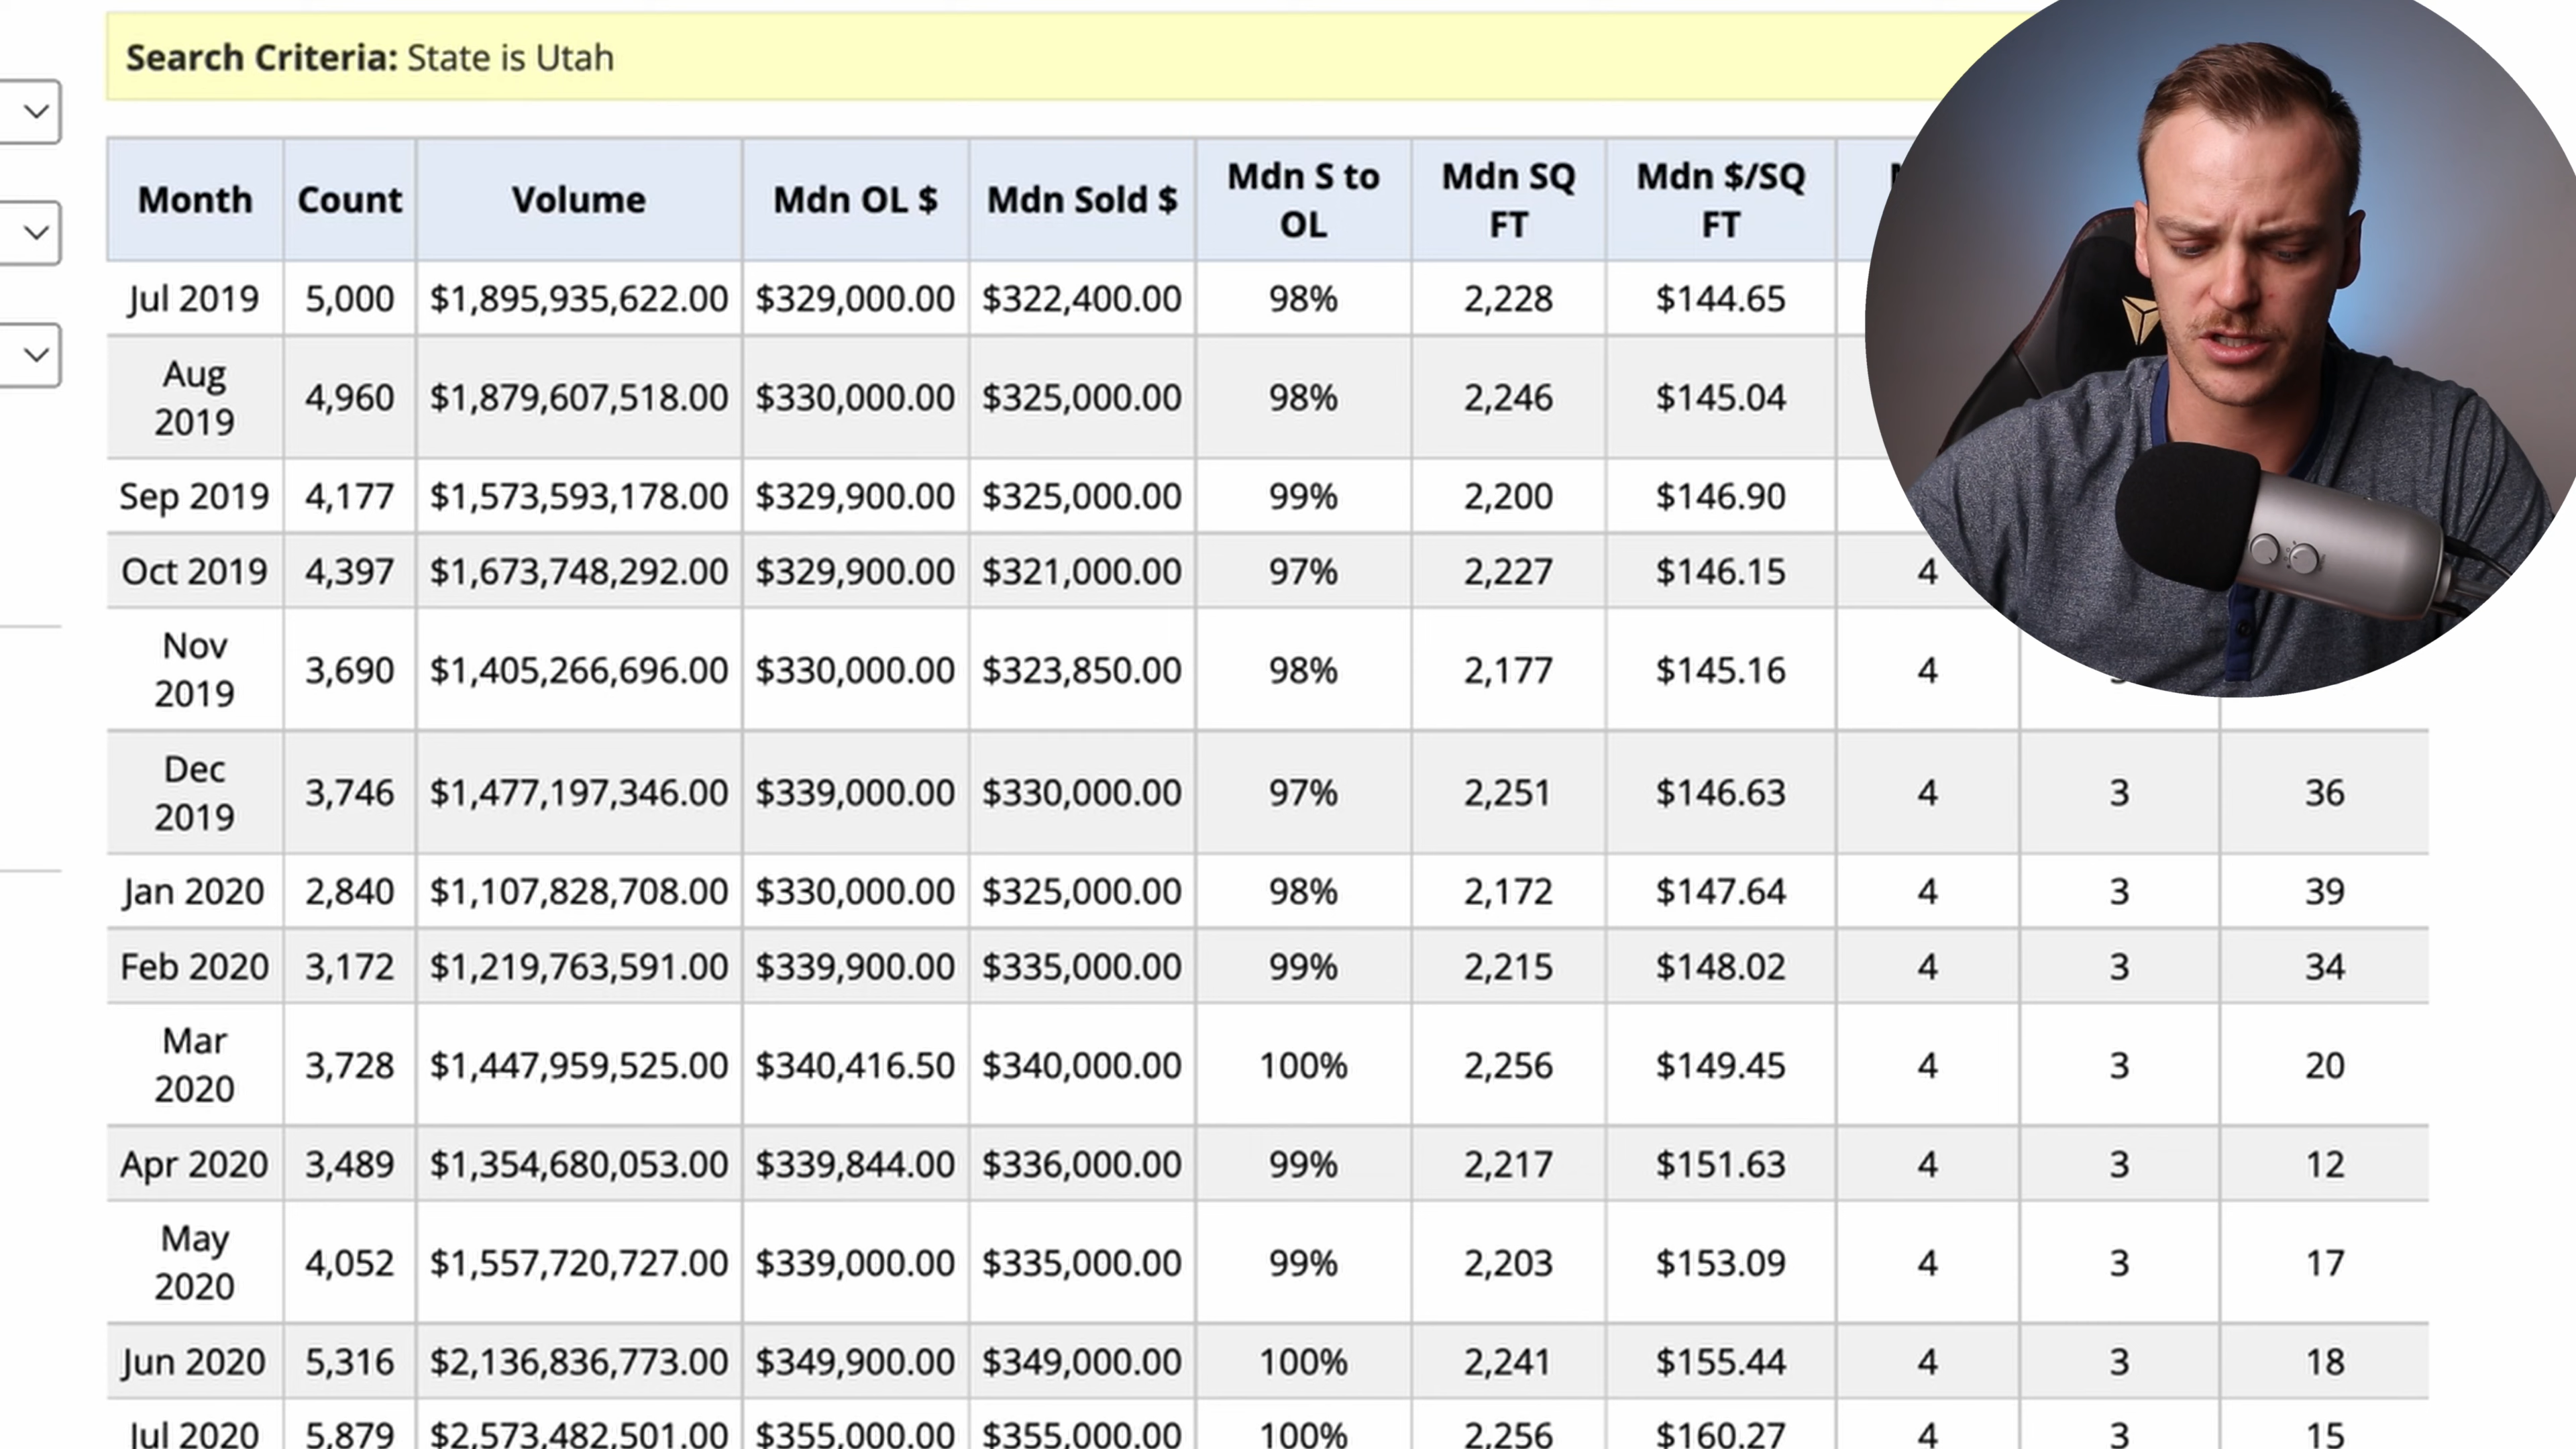 Search Criteria: State is Utah
Month Count Volume Mdn OL $ Mdn Sold $ Mdn S to OL Mdn SQ FT Mdn $/SQ FT
Jul 2019 5,000 $1,895,935,622.00 $329,000.00 $322,400.00 98% 2,228 $144.65
Aug 2019 4,960 $1,879,607,518.00 $330,000.00 $325,000.00 98% 2,246 $145.04
Sep 2019 4,177 $1,573,593,178.00 $329,900.00 $325,000.00 99% 2,200 $146.90
Oct 2019 4,397 $1,673,748,292.00 $329,900.00 $321,000.00 97% 2,227 $146.15 4
Nov 2019 3,690 $1,405,266,696.00 $330,000.00 $323,850.00 98% 2,177 $145.16 4
Dec 2019 3,746 $1,477,197,346.00 $339,000.00 $330,000.00 97% 2,251 $146.63 4 3 36
Jan 2020 2,840 $1,107,828,708.00 $330,000.00 $325,000.00 98% 2,172 $147.64 4 3 39
Feb 2020 3,172 $1,219,763,591.00 $339,900.00 $335,000.00 99% 2,215 $148.02 4 3 34
Mar 2020 3,728 $1,447,959,525.00 $340,416.50 $340,000.00 100% 2,256 $149.45 4 3 20
Apr 2020 3,489 $1,354,680,053.00 $339,844.00 $336,000.00 99% 2,217 $151.63 4 3 12
May 2020 4,052 $1,557,720,727.00 $339,000.00 $335,000.00 99% 2,203 $153.09 4 3 17
Jun 2020 5,316 $2,136,836,773.00 $349,900.00 $349,000.00 100% 2,241 $155.44 4 3 18
Jul 2020 5,879 $2,573,482,501.00 $355,000.00 $355,000.00 100% 2,256 $160.27 4 3 15